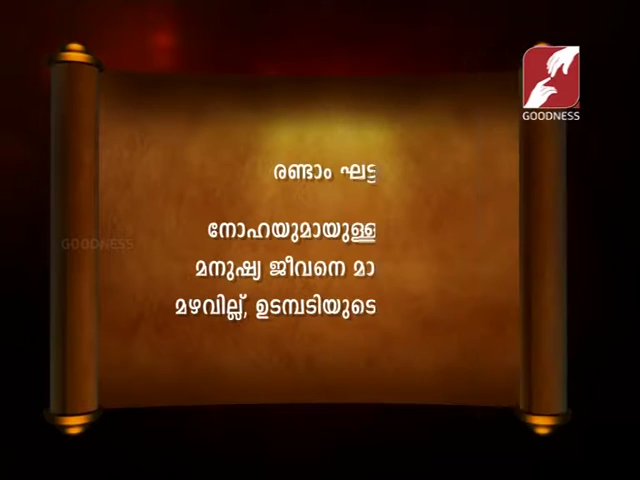 GOODNESS
രണ്ടാം ഘട്ട
നോഹയുമായുള്ള
GOODNESS
മനുഷ്യ ജീവനെ മാ
മഴവില്ല്, ഉടമ്പടിയുടെ